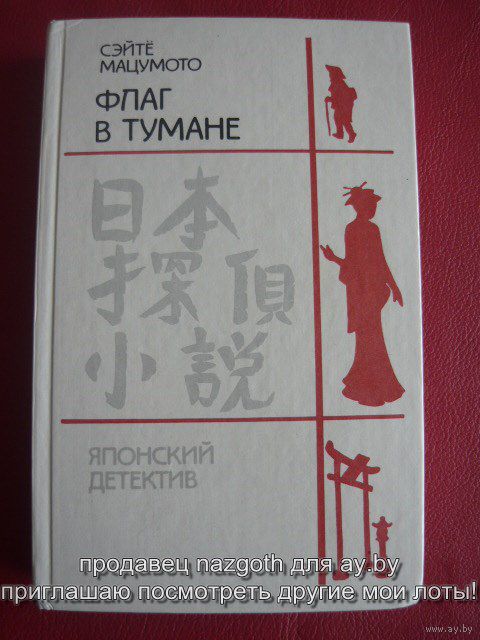 СЭЙТЁ
МАЦУМОТО
ФЛАГ
В ТУМАНЕ
日本
探偵
小説
ЯПОНСКИЙ
ДЕТЕКТИВ
продавец nazgoth для ay.by
приглашаю посмотреть другие мои лоты!
www.ay.by